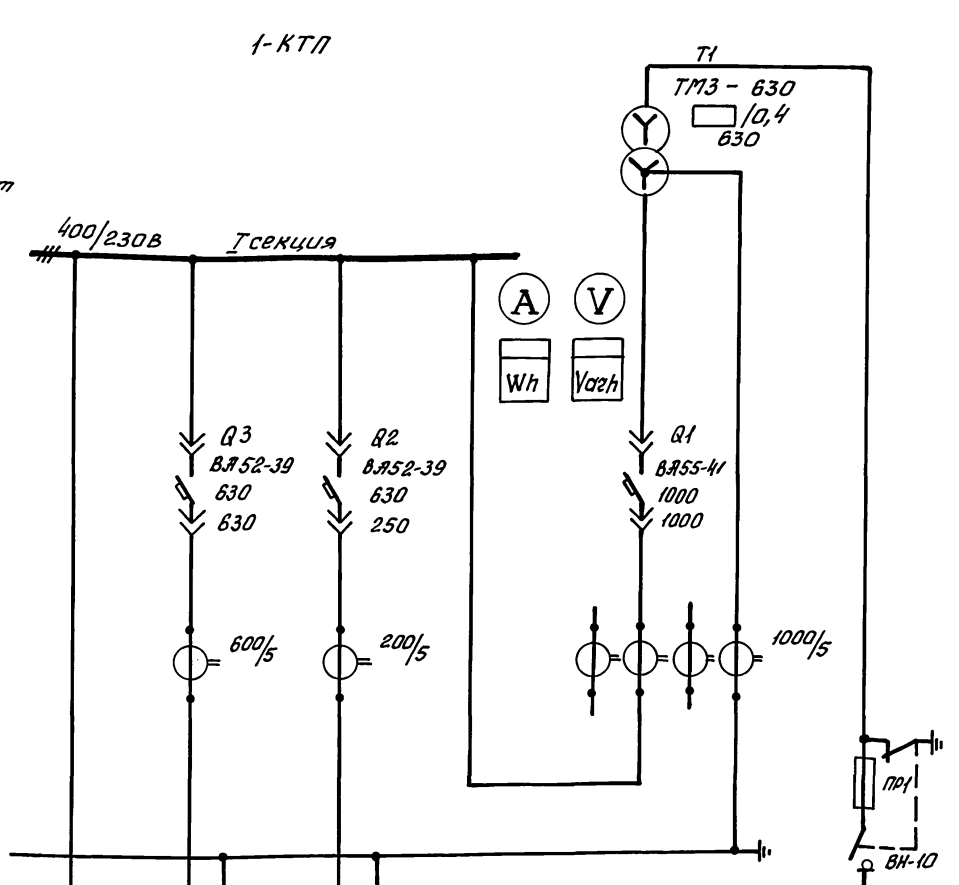 1-КТП
Т1
ТМЗ - 630
/0,4
630
400/230В
I секция
A
V
Wh
Varh
Q3
ВА52-39
630
630
Q2
ВА52-39
630
250
Q1
ВА55-41
1000
1000
600/5
200/5
1000/5
ПР1
ВН-10